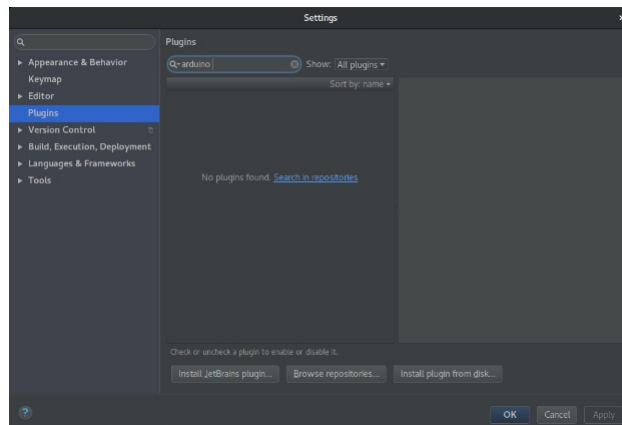 Settings
Plugins
arduino
Show: All plugins
Sort by: name
Appearance & Behavior
Keymap
Editor
Plugins
Version Control
Build, Execution, Deployment
Languages & Frameworks
Tools
No plugins found. Search in repositories
Check or uncheck a plugin to enable or disable it.
Install JetBrains plugin... Browse repositories... Install plugin from disk...
? OK Cancel Apply